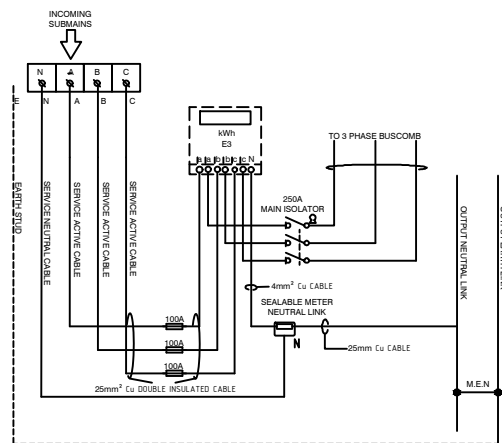 INCOMING
SUBMAINS
N A B C
E N A B C
kWh
E3
a a b b c c N
TO 3 PHASE BUSCOMB
250A
MAIN ISOLATOR
EARTH STUD
SERVICE NEUTRAL CABLE
SERVICE ACTIVE CABLE
SERVICE ACTIVE CABLE
SERVICE ACTIVE CABLE
OUTPUT NEUTRAL LINK
4mm² Cu CABLE
SEALABLE METER
NEUTRAL LINK
100A
N
100A
25mm Cu CABLE
100A
25mm² Cu DOUBLE INSULATED CABLE
M.E.N